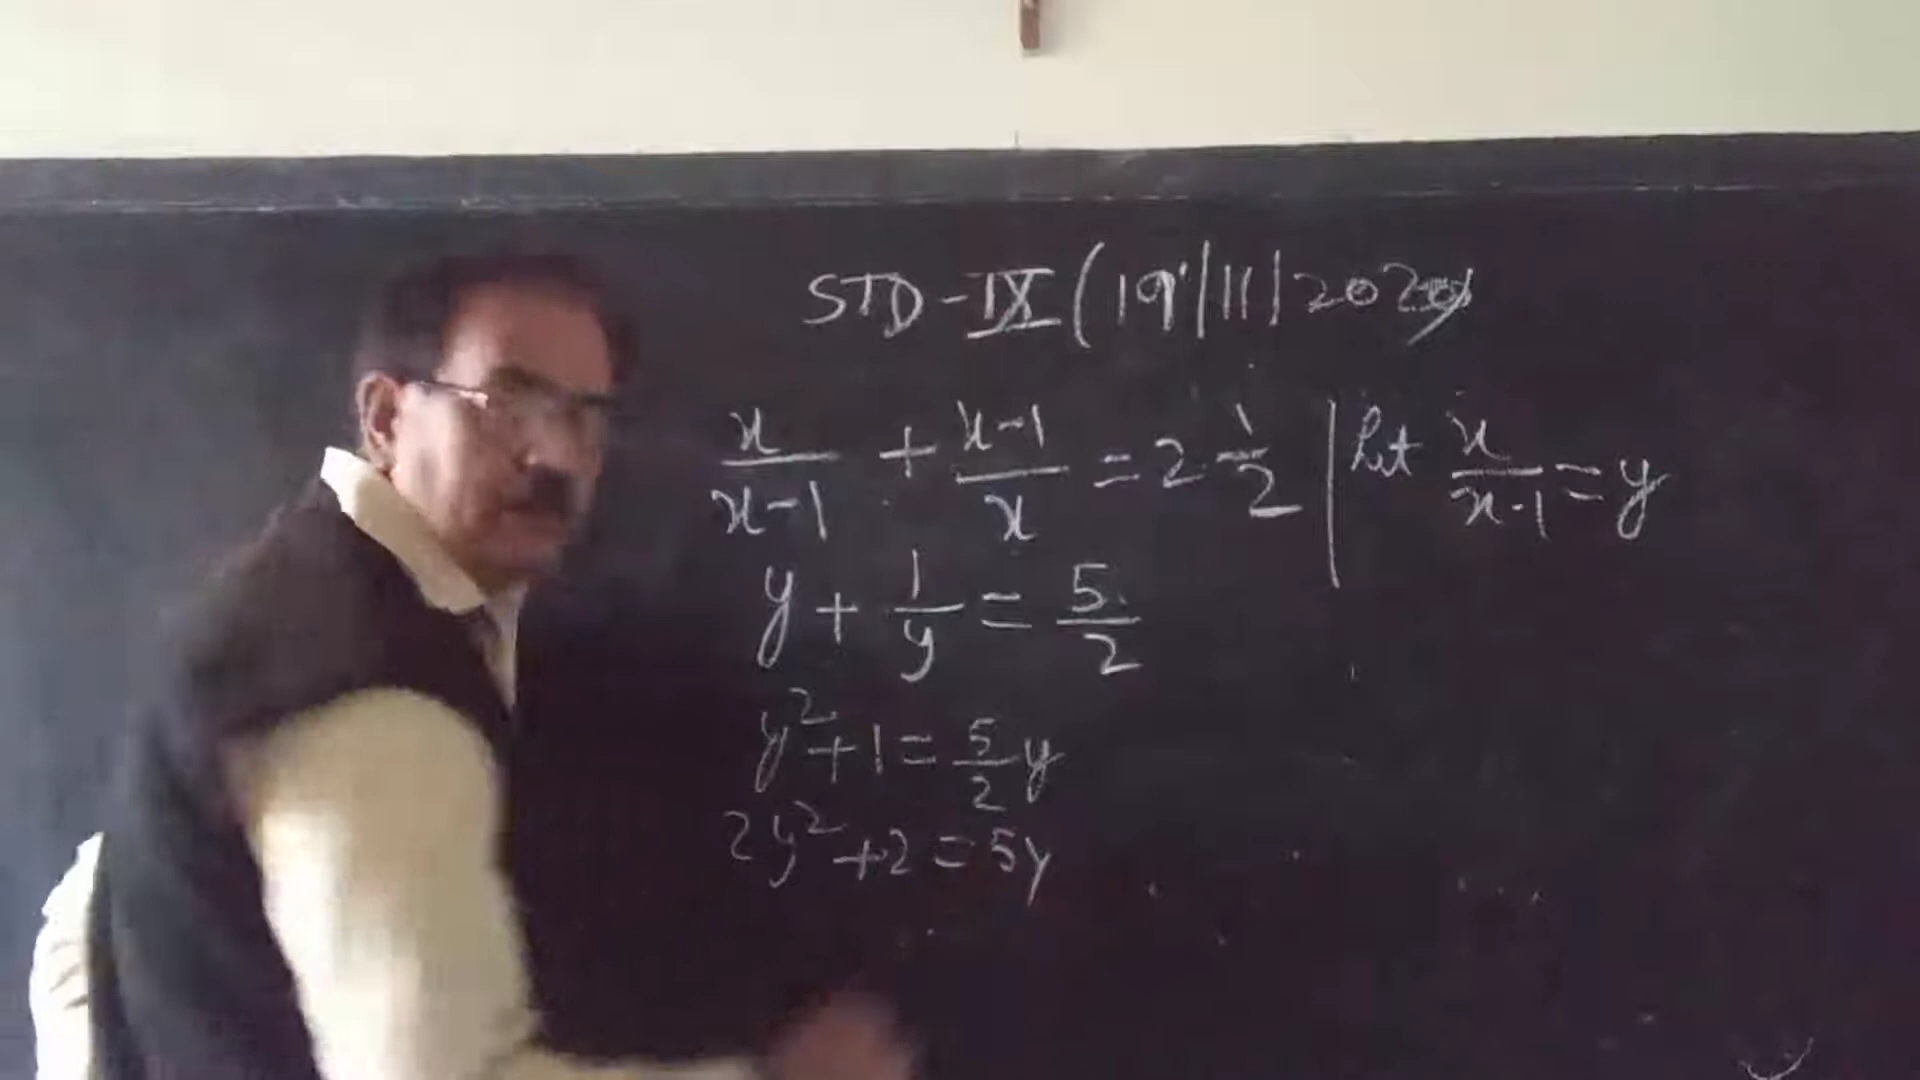 STD-IX (19/11/2020)
x/(x-1) + (x-1)/x = 2 1/2 | Let x/(x-1) = y
y + 1/y = 5/2
y² + 1 = 5/2 y
2y² + 2 = 5y